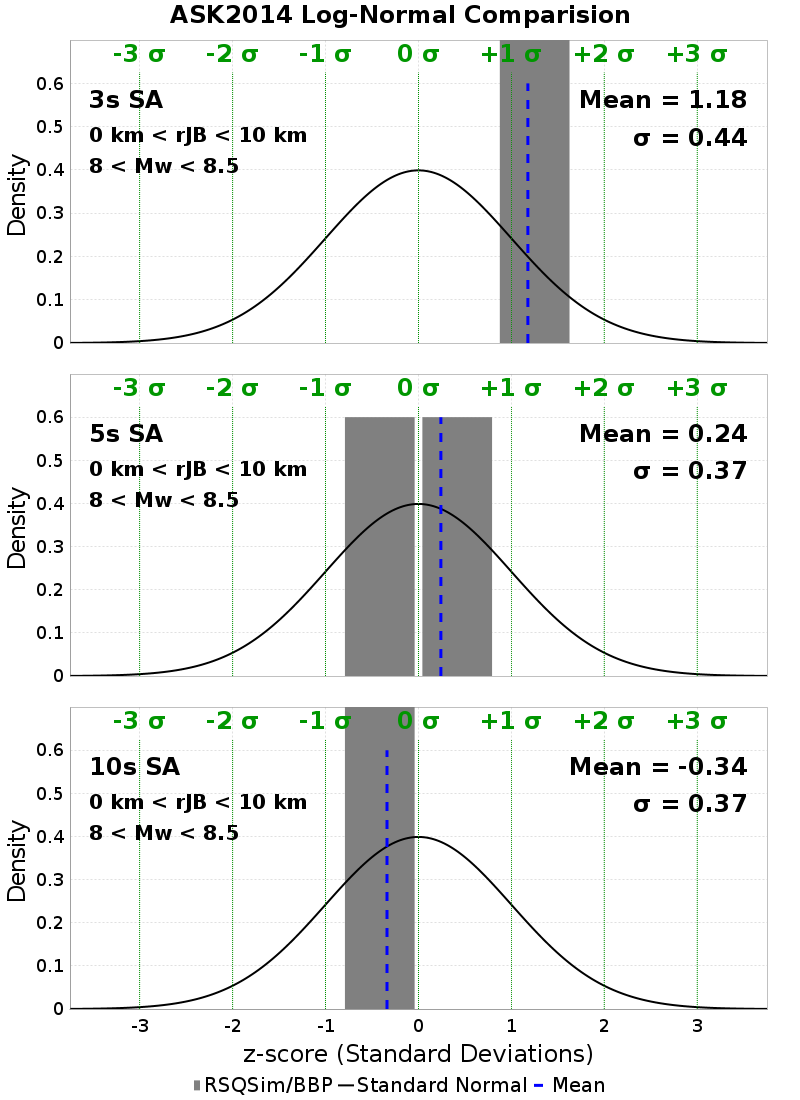 ASK2014 Log-Normal Comparision
-3 σ -2 σ -1 σ 0 σ +1 σ +2 σ +3 σ
3s SA
0 km < rJB < 10 km
8 < Mw < 8.5
Mean = 1.18
σ = 0.44
Density
0.6
0.5
0.4
0.3
0.2
0.1
0
-3 σ -2 σ -1 σ 0 σ +1 σ +2 σ +3 σ
5s SA
0 km < rJB < 10 km
8 < Mw < 8.5
Mean = 0.24
σ = 0.37
Density
0.6
0.5
0.4
0.3
0.2
0.1
0
-3 σ -2 σ -1 σ 0 σ +1 σ +2 σ +3 σ
10s SA
0 km < rJB < 10 km
8 < Mw < 8.5
Mean = -0.34
σ = 0.37
Density
0.6
0.5
0.4
0.3
0.2
0.1
0
-3 -2 -1 0 1 2 3
z-score (Standard Deviations)
RSQSim/BBP Standard Normal Mean